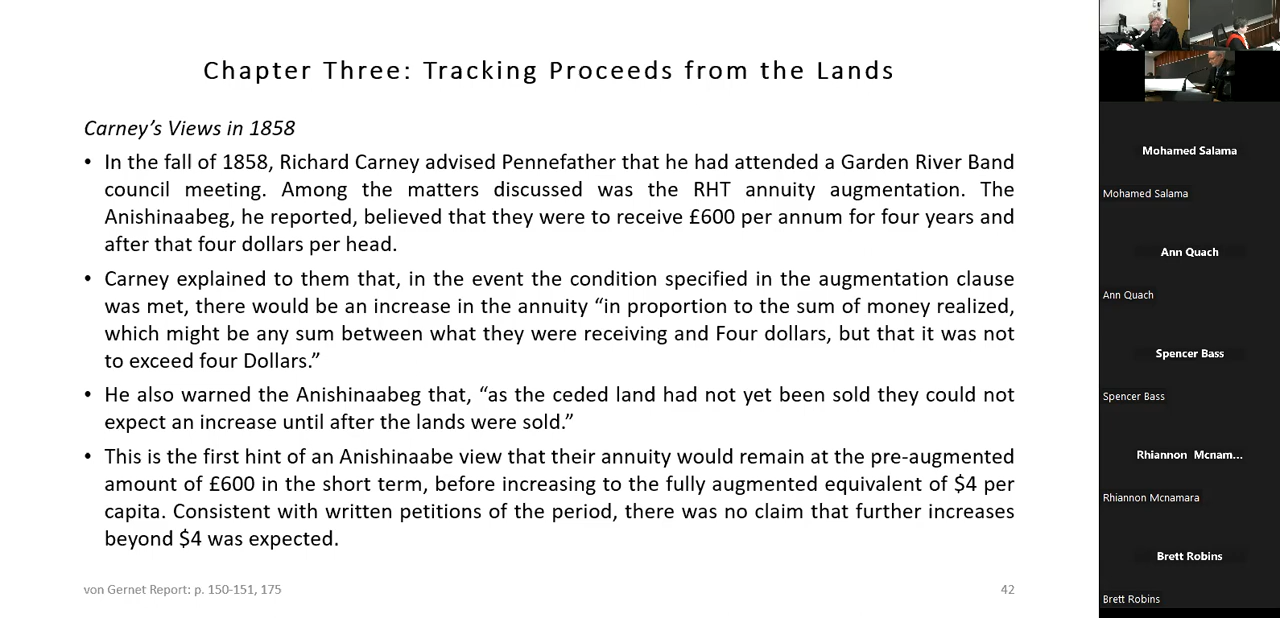 Chapter Three: Tracking Proceeds from the Lands
Carney’s Views in 1858
• In the fall of 1858, Richard Carney advised Pennefather that he had attended a Garden River Band
council meeting. Among the matters discussed was the RHT annuity augmentation. The
Anishinaabeg, he reported, believed that they were to receive £600 per annum for four years and
after that four dollars per head.
• Carney explained to them that, in the event the condition specified in the augmentation clause
was met, there would be an increase in the annuity “in proportion to the sum of money realized,
which might be any sum between what they were receiving and Four dollars, but that it was not
to exceed four Dollars.”
• He also warned the Anishinaabeg that, “as the ceded land had not yet been sold they could not
expect an increase until after the lands were sold.”
• This is the first hint of an Anishinaabe view that their annuity would remain at the pre-augmented
amount of £600 in the short term, before increasing to the fully augmented equivalent of $4 per
capita. Consistent with written petitions of the period, there was no claim that further increases
beyond $4 was expected.
von Gernet Report: p. 150-151, 175
42
Mohamed Salama
Mohamed Salama
Ann Quach
Ann Quach
Spencer Bass
Spencer Bass
Rhiannon Mcnam...
Rhiannon Mcnamara
Brett Robins
Brett Robins